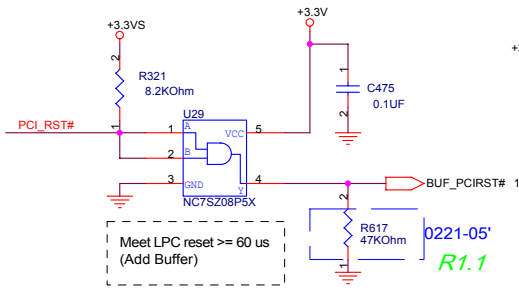 +3.3VS
+3.3V
2
R321
8.2KOhm
1
C475
0.1UF
2
U29
PCI_RST#
1
1
A
VCC
5
2
B
3
GND
Y
4
BUF_PCIRST#
1
NC7SZ08P5X
2
R617
47KOhm
1
0221-05'
R1.1
Meet LPC reset >= 60 us
(Add Buffer)